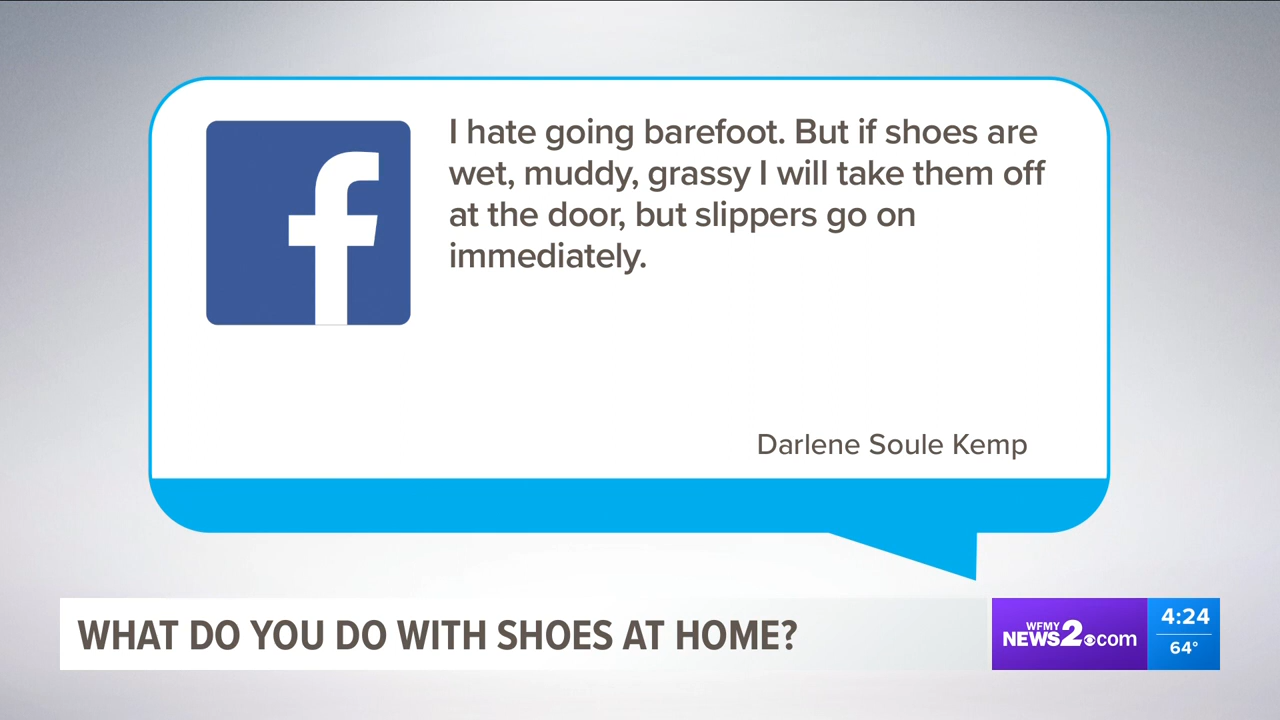 I hate going barefoot. But if shoes are
wet, muddy, grassy I will take them off
at the door, but slippers go on
immediately.
Darlene Soule Kemp
WHAT DO YOU DO WITH SHOES AT HOME?
WFMY
NEWS2.com
4:24
64°